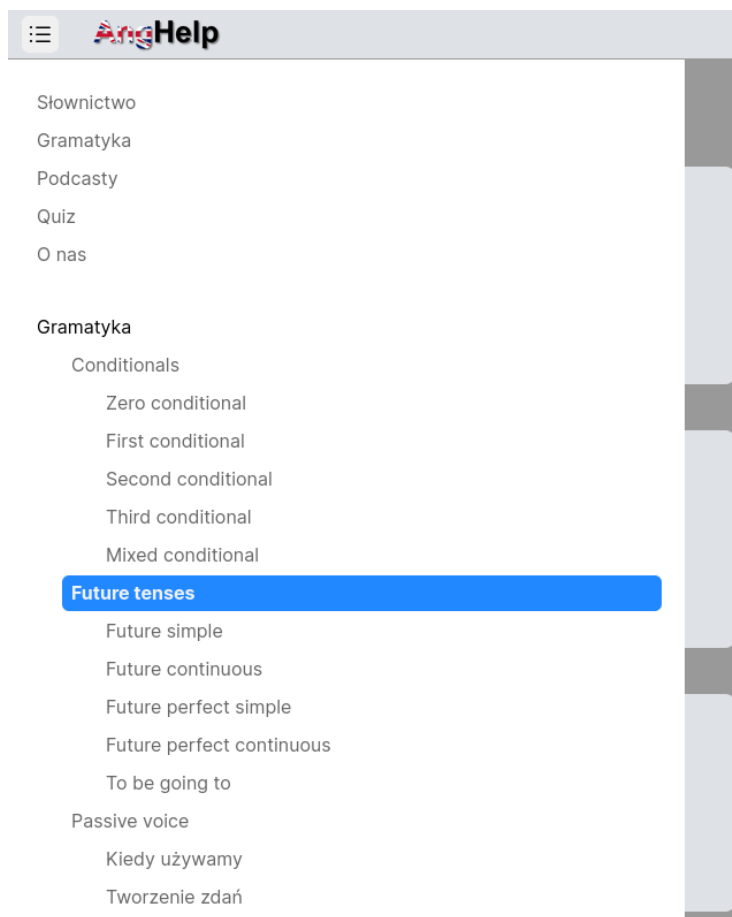 AngHelp
Słownictwo
Gramatyka
Podcasty
Quiz
O nas
Gramatyka
Conditionals
Zero conditional
First conditional
Second conditional
Third conditional
Mixed conditional
Future tenses
Future simple
Future continuous
Future perfect simple
Future perfect continuous
To be going to
Passive voice
Kiedy używamy
Tworzenie zdań